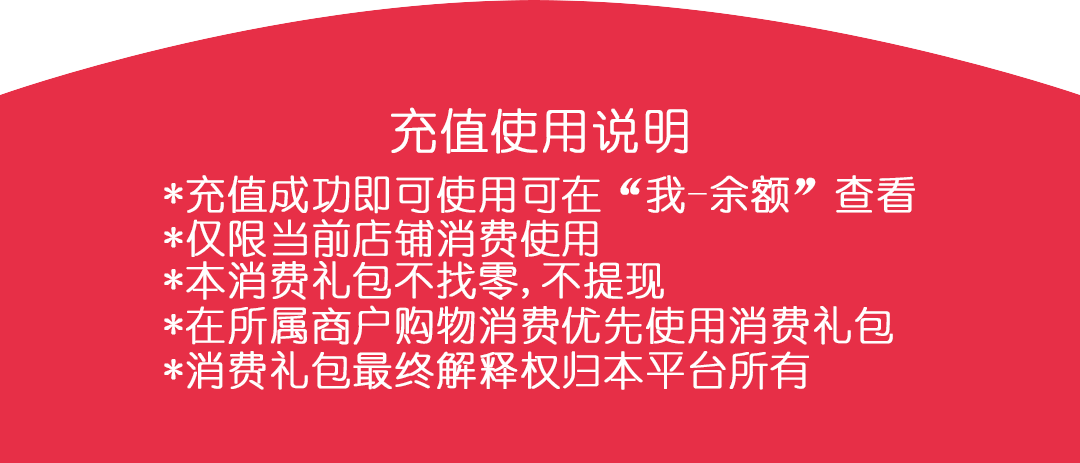 充值使用说明
*充值成功即可使用可在“我-余额”查看
*仅限当前店铺消费使用
*本消费礼包不找零,不提现
*在所属商户购物消费优先使用消费礼包
*消费礼包最终解释权归本平台所有